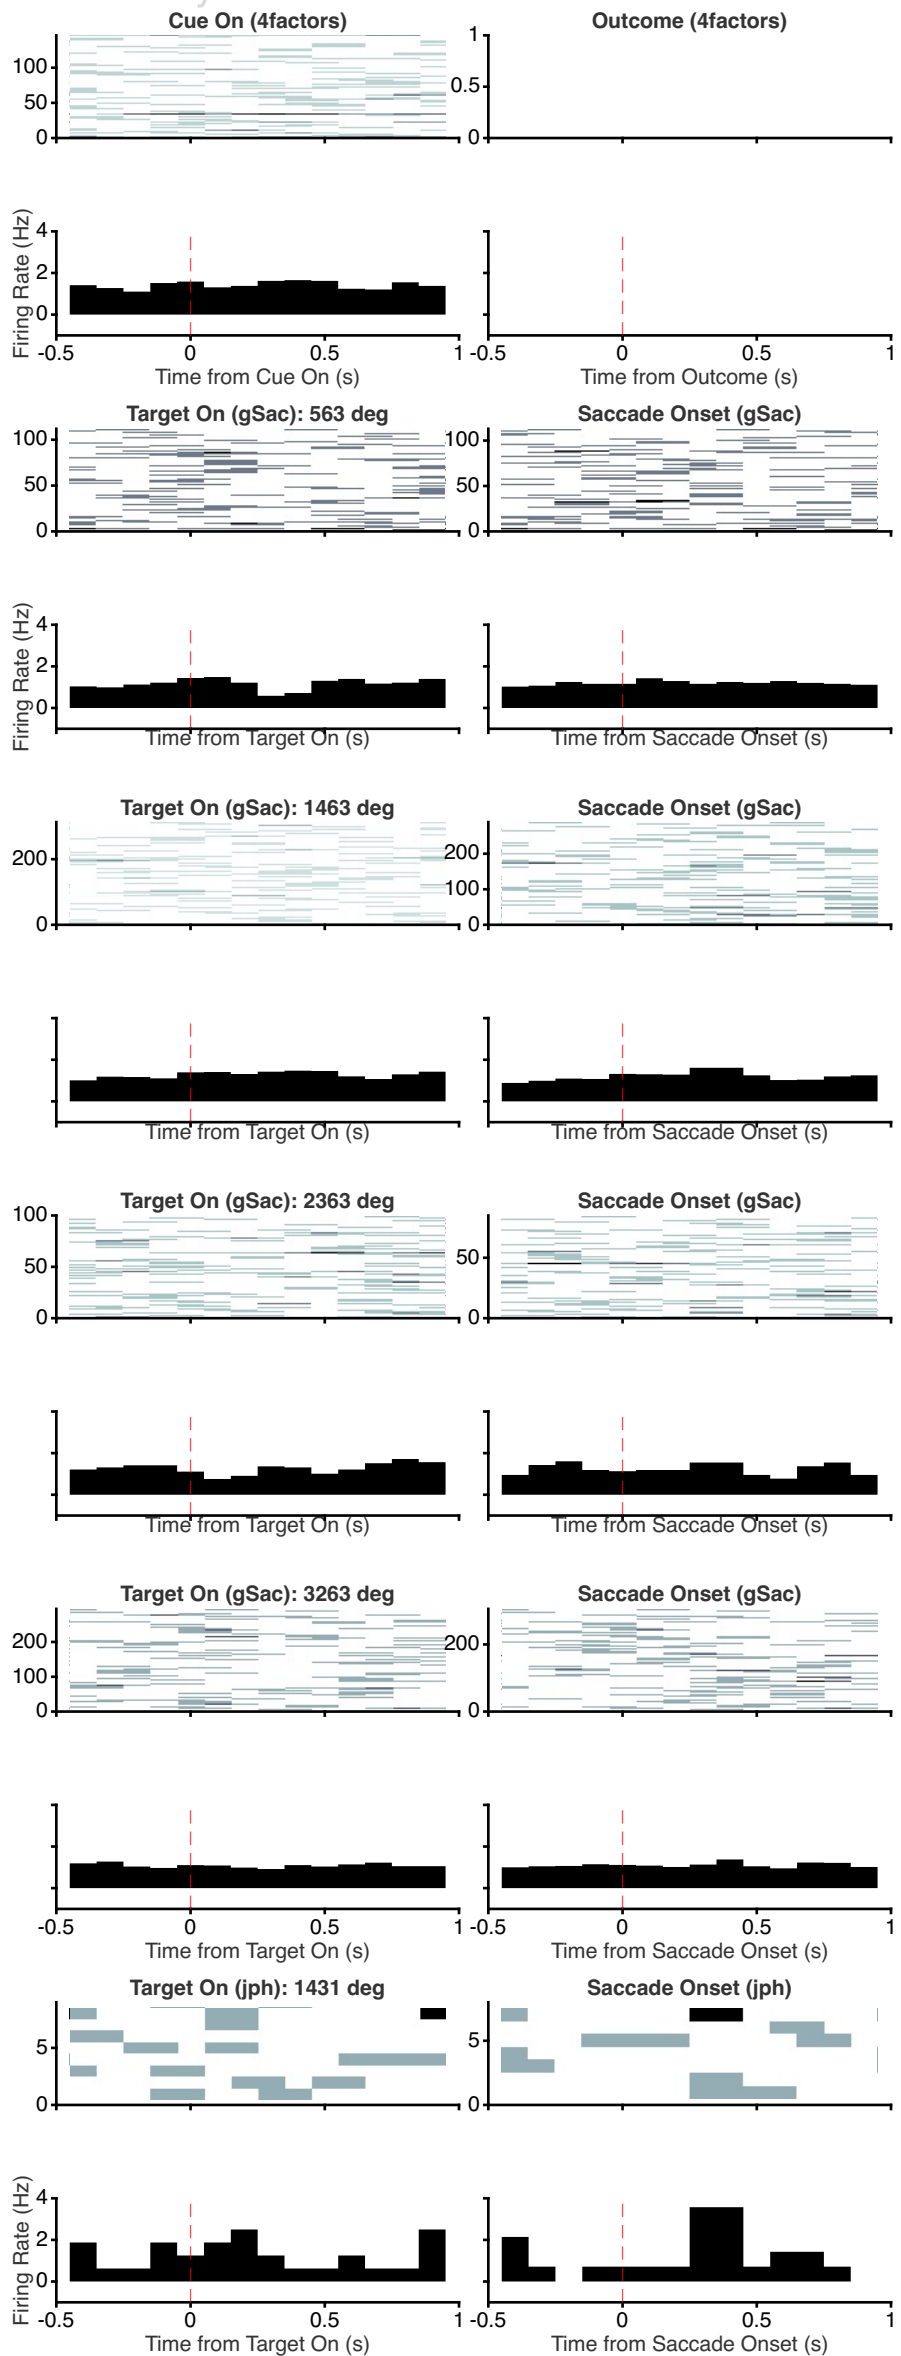 Cue On (4factors) Outcome (4factors)
100 1
50 0.5
0 0
Firing Rate (Hz)
4
2
0
-0.5 0 0.5 1 -0.5 0 0.5 1
Time from Cue On (s) Time from Outcome (s)
Target On (gSac): 563 deg Saccade Onset (gSac)
100 100
50 50
0 0
Firing Rate (Hz)
4
2
0
Time from Target On (s) Time from Saccade Onset (s)
Target On (gSac): 1463 deg Saccade Onset (gSac)
200 200
100
0 0
Time from Target On (s) Time from Saccade Onset (s)
Target On (gSac): 2363 deg Saccade Onset (gSac)
100
50 50
0 0
Time from Target On (s) Time from Saccade Onset (s)
Target On (gSac): 3263 deg Saccade Onset (gSac)
200 200
100
0 0
-0.5 0 0.5 1 -0.5 0 0.5 1
Time from Target On (s) Time from Saccade Onset (s)
Target On (jph): 1431 deg Saccade Onset (jph)
5 5
0 0
Firing Rate (Hz)
4
2
0
-0.5 0 0.5 1 -0.5 0 0.5 1
Time from Target On (s) Time from Saccade Onset (s)